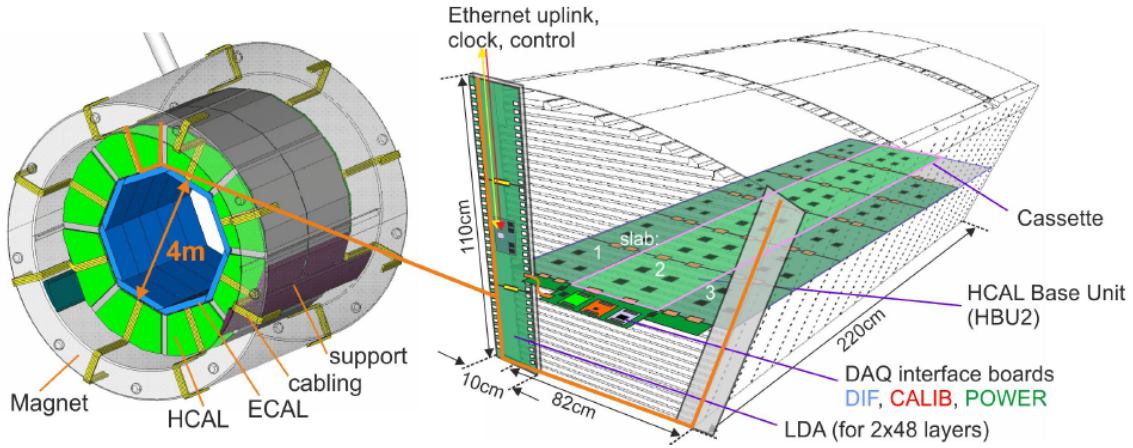 4m
Magnet
HCAL
ECAL
cabling
support
Ethernet uplink,
clock, control
110cm
10cm
82cm
220cm
slab:
1
2
3
Cassette
HCAL Base Unit
(HBU2)
DAQ interface boards
DIF, CALIB, POWER
LDA (for 2x48 layers)